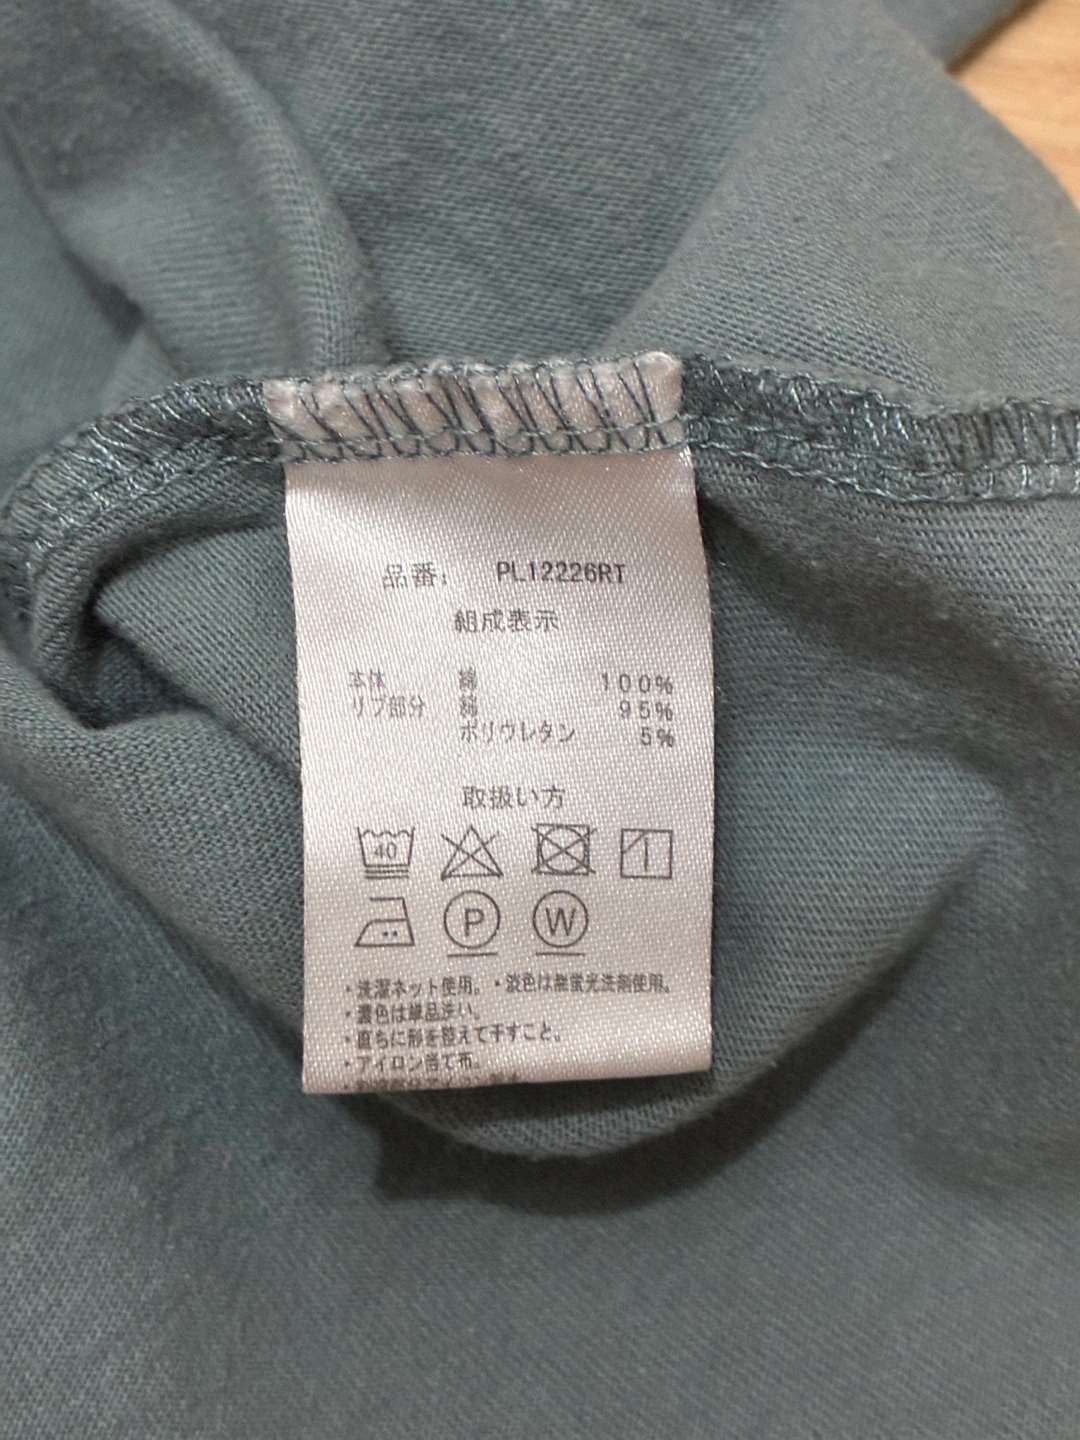 品番: PL12226RT
組成表示
本体 綿 100%
リブ部分 綿 95%
ポリウレタン 5%
取扱い方
40
P W
・洗濯ネット使用。・淡色は無蛍光洗剤使用。
・濃色は単品洗い。
・直ちに形を整えて干すこと。
・アイロン当て布。